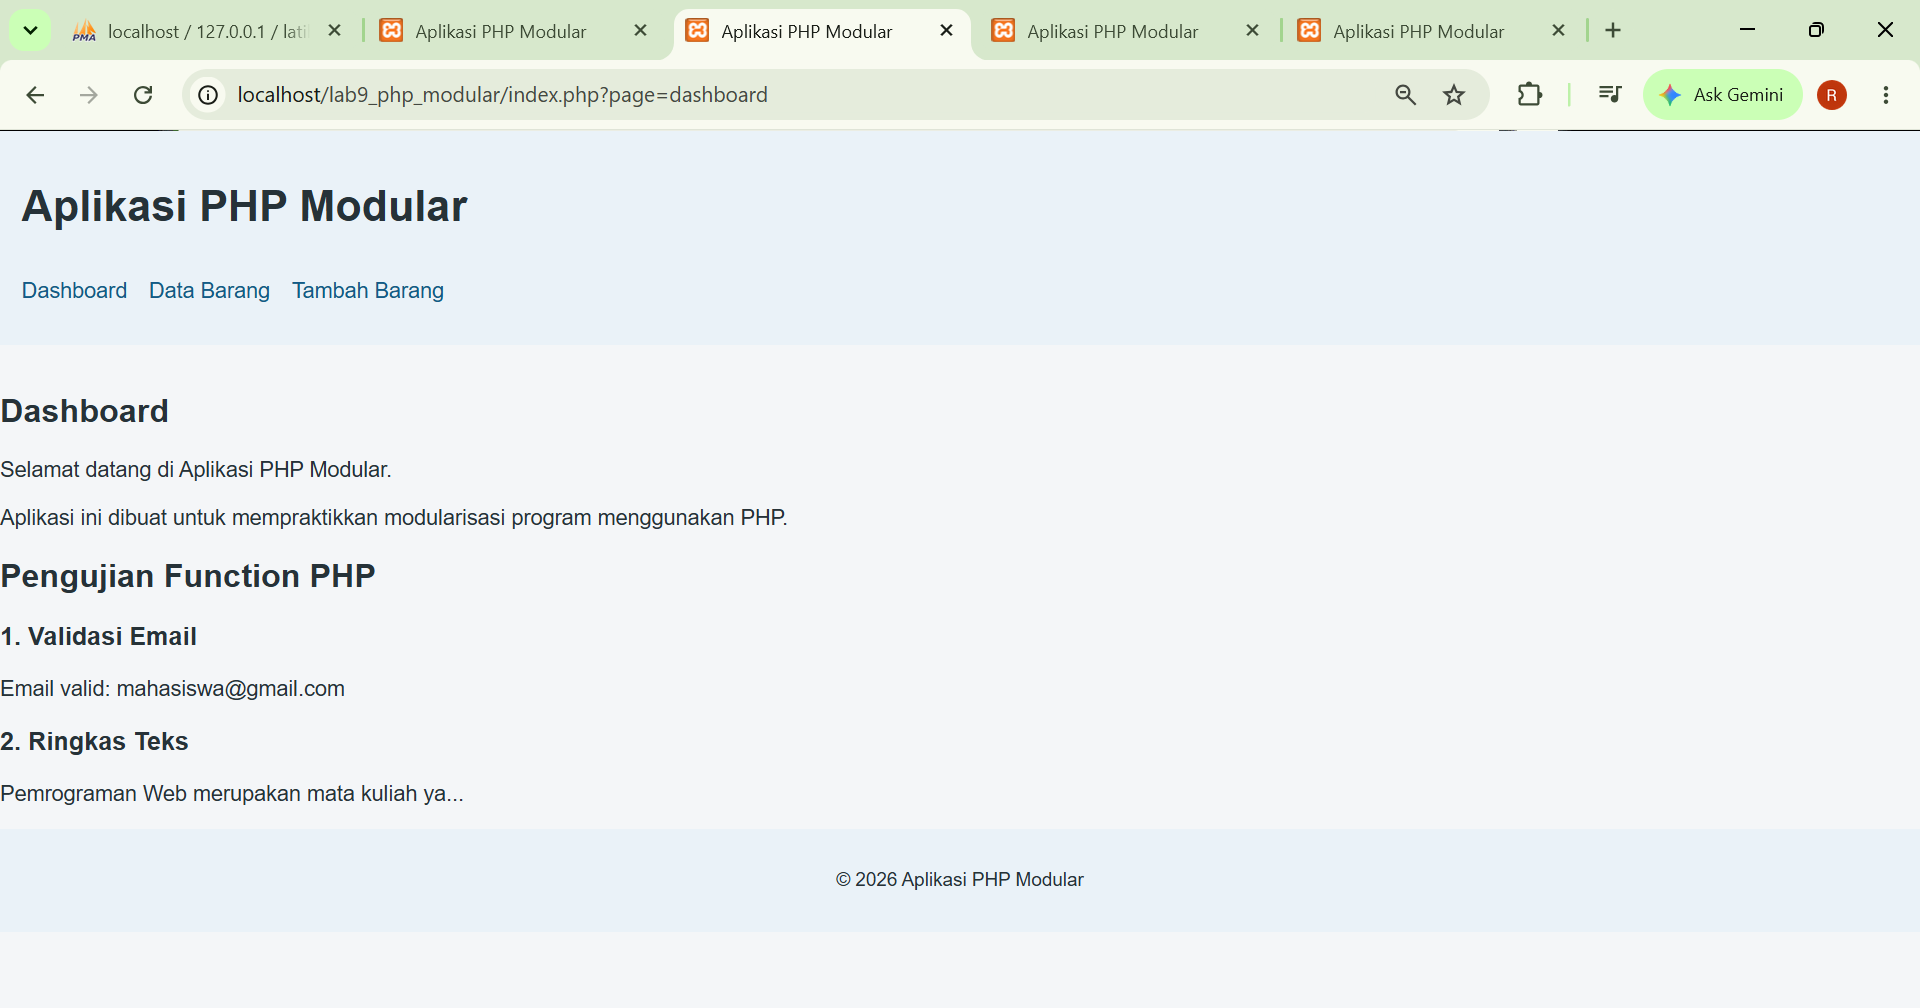 localhost / 127.0.0.1 / lati
Aplikasi PHP Modular
Aplikasi PHP Modular
Aplikasi PHP Modular
Aplikasi PHP Modular
localhost/lab9_php_modular/index.php?page=dashboard
Ask Gemini
R
Aplikasi PHP Modular
Dashboard Data Barang Tambah Barang
Dashboard
Selamat datang di Aplikasi PHP Modular.
Aplikasi ini dibuat untuk mempraktikkan modularisasi program menggunakan PHP.
Pengujian Function PHP
1. Validasi Email
Email valid: mahasiswa@gmail.com
2. Ringkas Teks
Pemrograman Web merupakan mata kuliah ya...
© 2026 Aplikasi PHP Modular